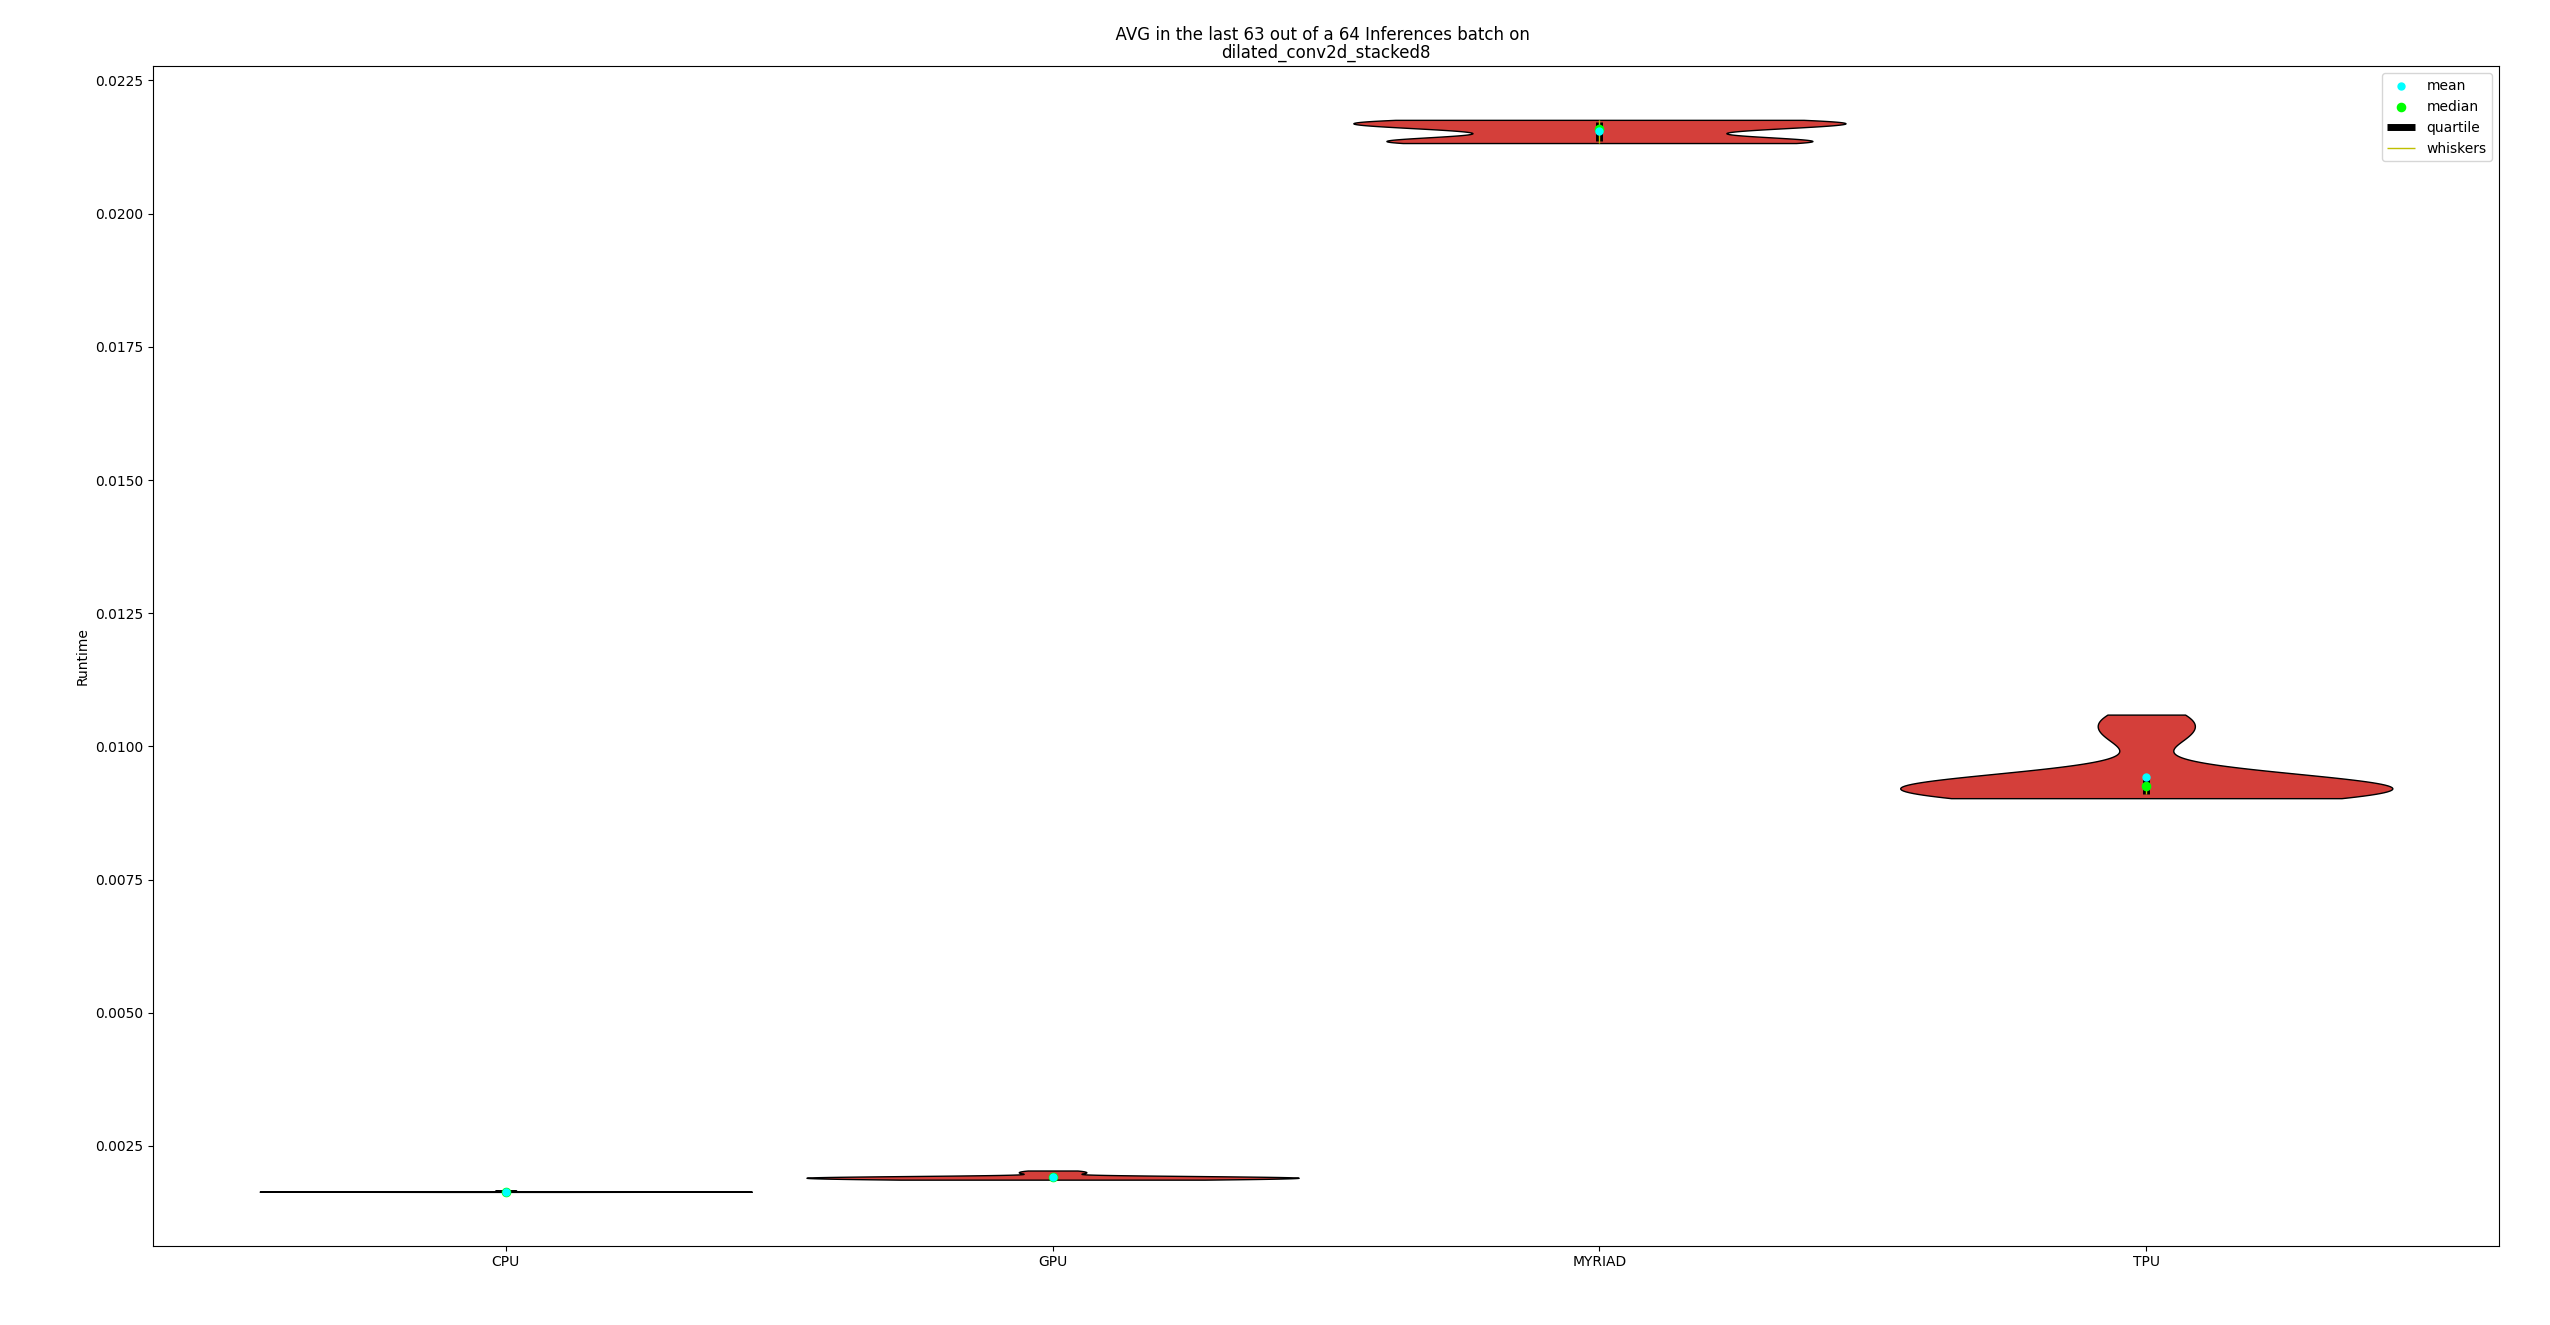 AVG in the last 63 out of a 64 Inferences batch on
dilated_conv2d_stacked8
0.0225
0.0200
0.0175
0.0150
0.0125
0.0100
0.0075
0.0050
0.0025
Runtime
mean
median
quartile
whiskers
CPU
GPU
MYRIAD
TPU